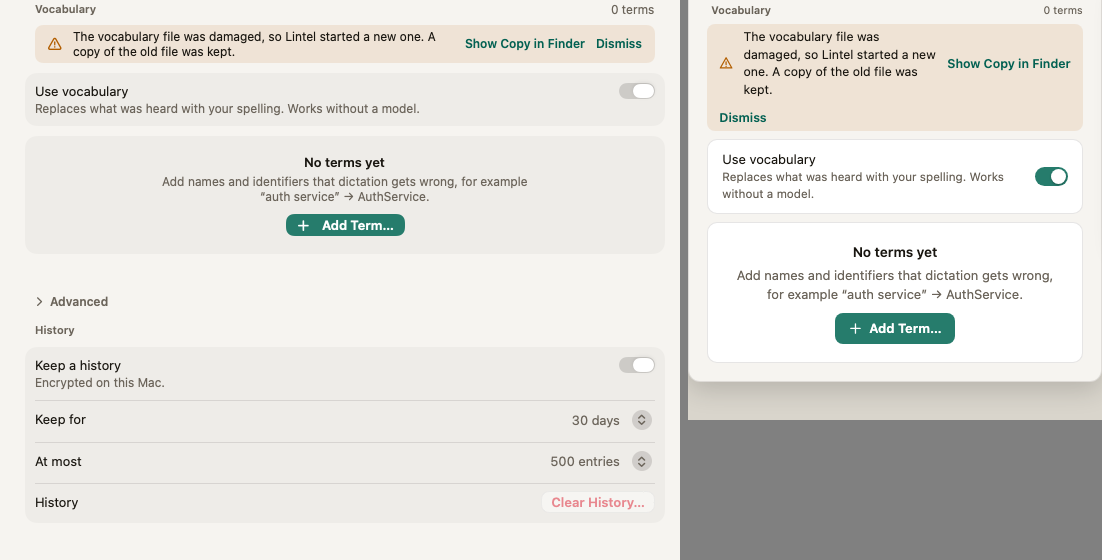 Vocabulary
0 terms
The vocabulary file was damaged, so Lintel started a new one. A
copy of the old file was kept.
Show Copy in Finder
Dismiss
Use vocabulary
Replaces what was heard with your spelling. Works without a model.
No terms yet
Add names and identifiers that dictation gets wrong, for example
“auth service” → AuthService.
+ Add Term...
> Advanced
History
Keep a history
Encrypted on this Mac.
Keep for
30 days
At most
500 entries
History
Clear History...
Vocabulary
0 terms
The vocabulary file was
damaged, so Lintel started a new
one. A copy of the old file was
kept.
Show Copy in Finder
Dismiss
Use vocabulary
Replaces what was heard with your spelling. Works
without a model.
No terms yet
Add names and identifiers that dictation gets wrong,
for example “auth service” → AuthService.
+ Add Term...